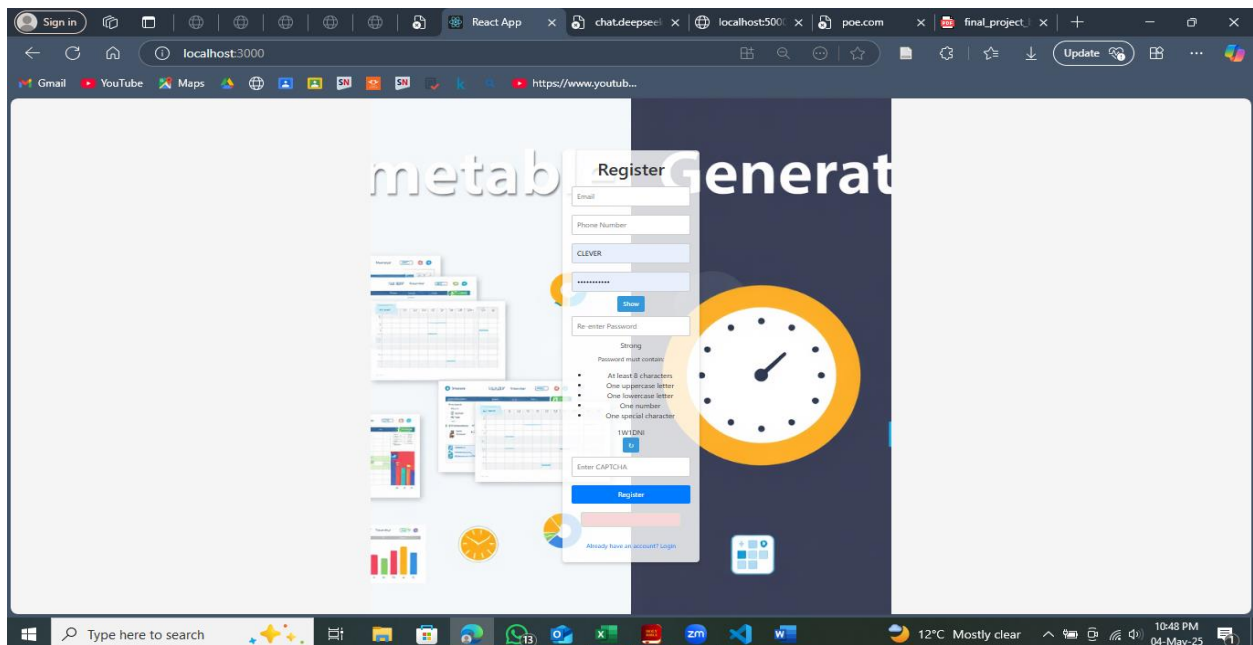 Sign in
React App
chat.deepseek
localhost:500
poe.com
final_project_
Update
localhost:3000
Gmail
YouTube
Maps
SN
SN
k
https://www.youtub...
metab
Generat
Register
Email
Phone Number
CLEVER
•••••••••••
Show
Re-enter Password
Strong
Password must contain:
• At least 8 characters
• One uppercase letter
• One lowercase letter
• One number
• One special character
1W1DNI
Enter CAPTCHA
Register
Already have an account? Login
Type here to search
13
zm
12°C Mostly clear
10:48 PM
04-May-25